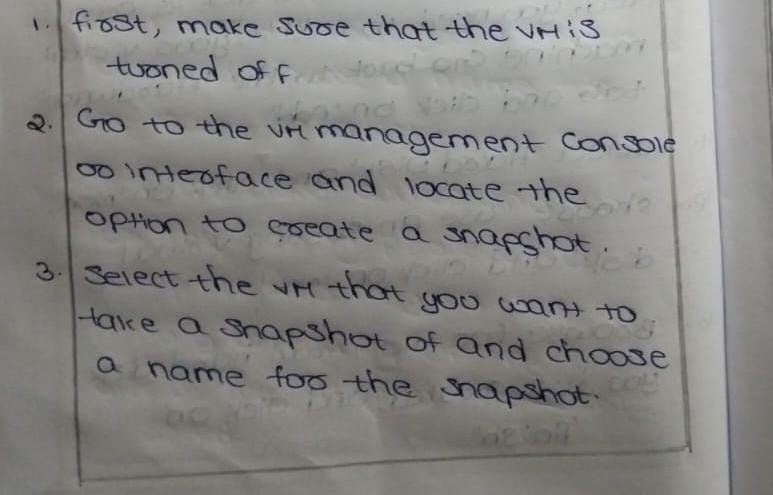 1. first, make sure that the VM is
turned off
2. Go to the VM management console
or interface and locate the
option to create a snapshot.
3. Select the VM that you want to
take a snapshot of and choose
a name for the snapshot.